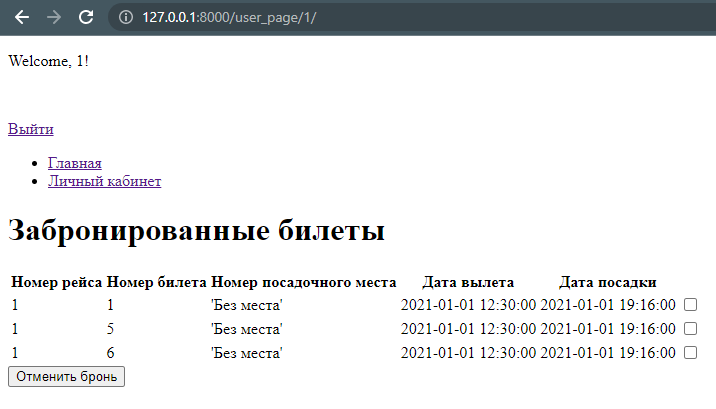 127.0.0.1:8000/user_page/1/
Welcome, 1!
Выйти
Главная
Личный кабинет
Забронированные билеты
Номер рейса Номер билета Номер посадочного места Дата вылета Дата посадки
1 1 'Без места' 2021-01-01 12:30:00 2021-01-01 19:16:00
1 5 'Без места' 2021-01-01 12:30:00 2021-01-01 19:16:00
1 6 'Без места' 2021-01-01 12:30:00 2021-01-01 19:16:00
Отменить бронь